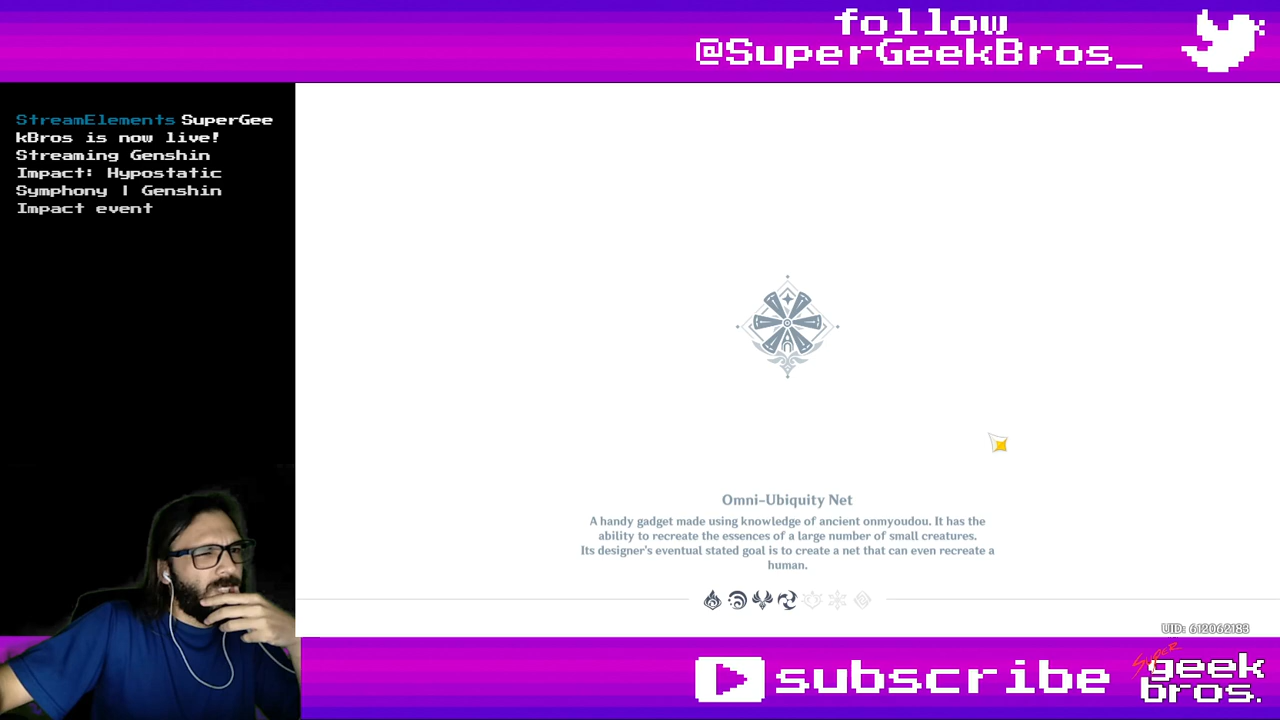 follow
@SuperGeekBros_
StreamElements SuperGee
kBros is now live!
Streaming Genshin
Impact: Hypostatic
Symphony | Genshin
Impact event
Omni-Ubiquity Net
A handy gadget made using knowledge of ancient onmyoudou. It has the
ability to recreate the essences of a large number of small creatures.
Its designer's eventual stated goal is to create a net that can even recreate a
human.
UID: 612062183
subscribe
SUPER
geek
bros.